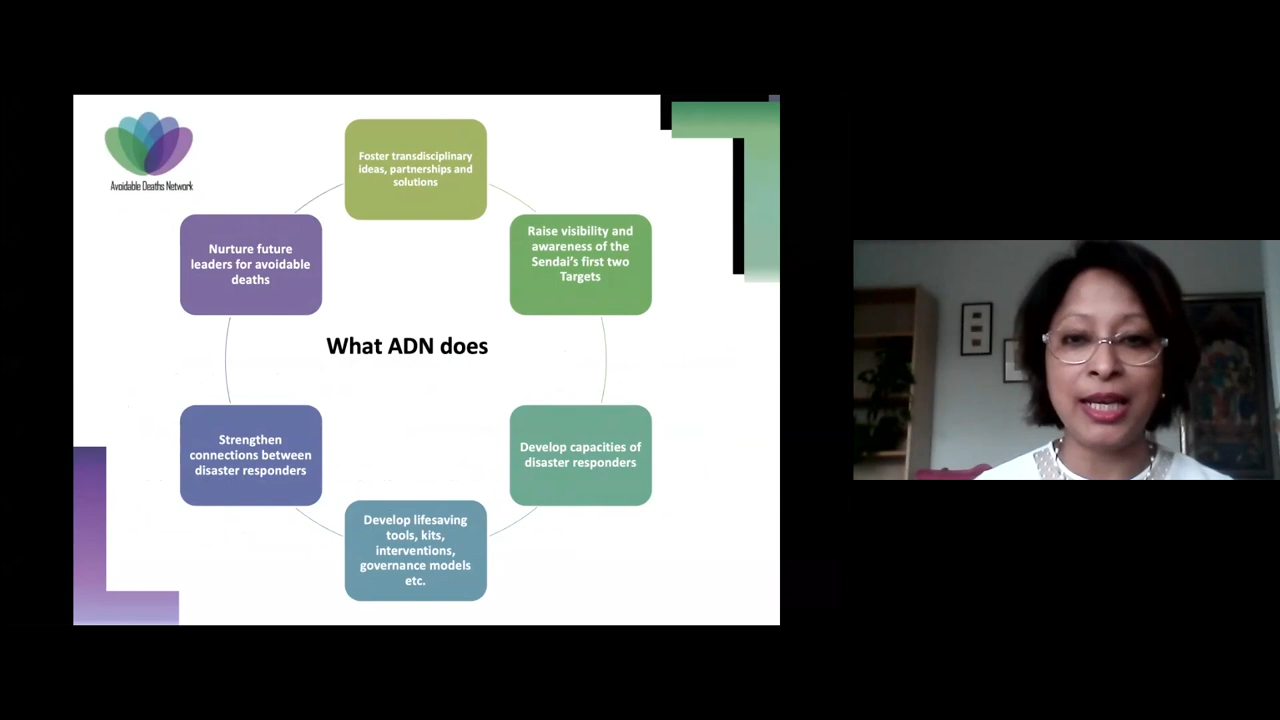 Avoidable Deaths Network
Foster transdisciplinary
ideas, partnerships and
solutions
Raise visibility and
awareness of the
Sendai's first two
Targets
Develop capacities of
disaster responders
Develop lifesaving
tools, kits,
interventions,
governance models
etc.
Strengthen
connections between
disaster responders
Nurture future
leaders for avoidable
deaths
What ADN does